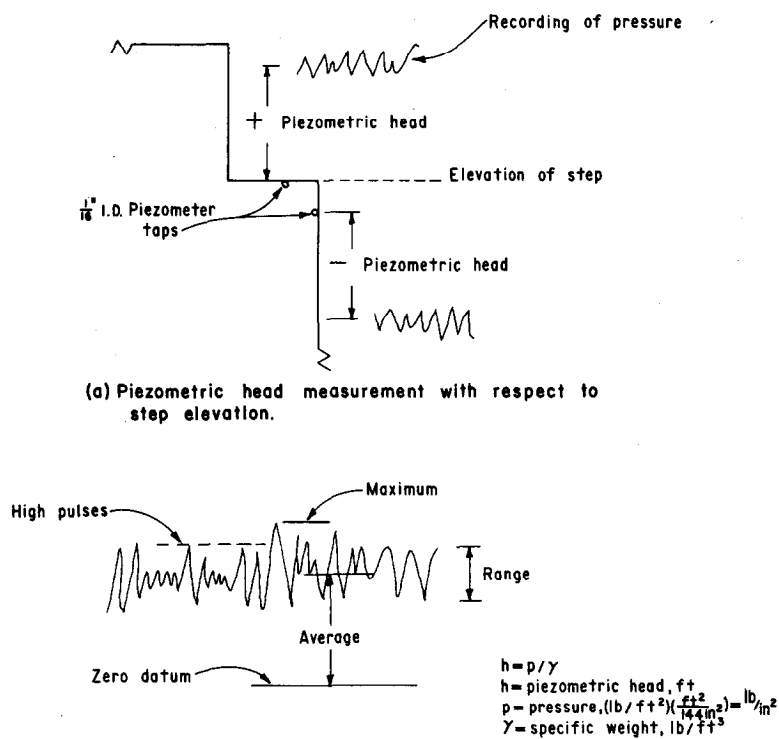 Recording of pressure
+ Piezometric head
Elevation of step
1/16" I.D. Piezometer
taps
− Piezometric head
(a) Piezometric head measurement with respect to
step elevation.
Maximum
High pulses
Range
Average
Zero datum
h=p/γ
h=piezometric head, ft
p=pressure,(lb/ft²)(ft²/144in²)=lb/in²
γ=specific weight, lb/ft³